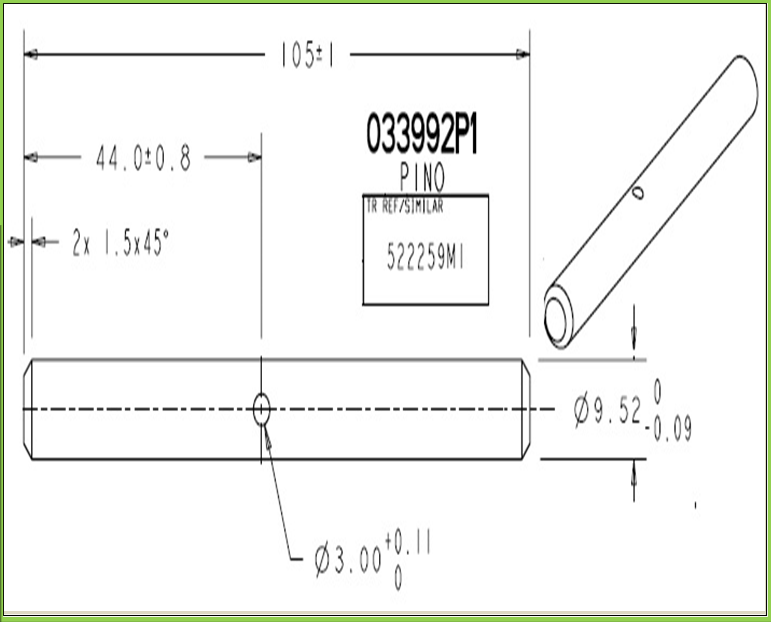 105±1
44.0±0.8
033992P1
PINO
TR REF/SIMILAR
522259M1
2x 1.5x45°
Ø9.52 0 -0.09
Ø3.00 +0.11 0